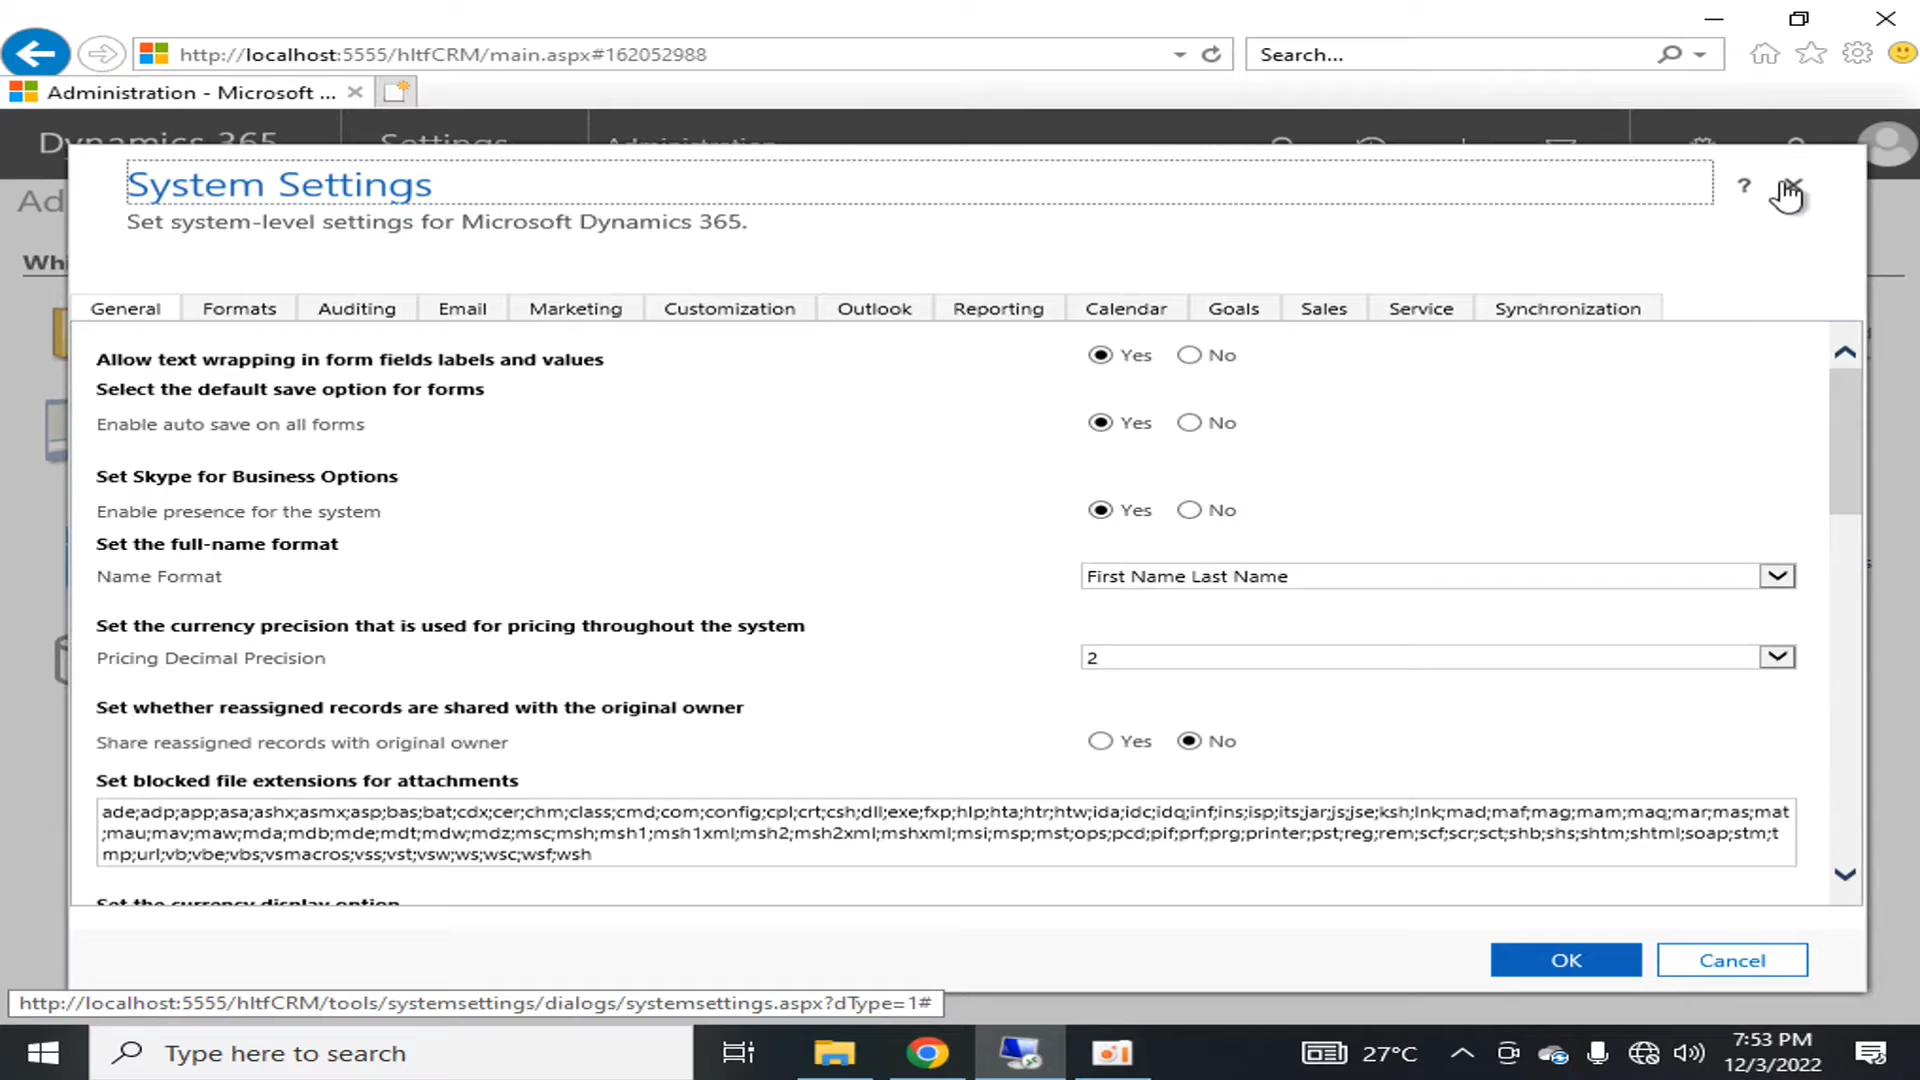 http://localhost:5555/hltfCRM/main.aspx#162052988
Search...
Administration - Microsoft ...
Dynamics 365
Settings
Administration
Ad
Whi
System Settings
?
Set system-level settings for Microsoft Dynamics 365.
General
Formats
Auditing
Email
Marketing
Customization
Outlook
Reporting
Calendar
Goals
Sales
Service
Synchronization
Allow text wrapping in form fields labels and values
Yes
No
Select the default save option for forms
Enable auto save on all forms
Yes
No
Set Skype for Business Options
Enable presence for the system
Yes
No
Set the full-name format
Name Format
First Name Last Name
Set the currency precision that is used for pricing throughout the system
Pricing Decimal Precision
2
Set whether reassigned records are shared with the original owner
Share reassigned records with original owner
Yes
No
Set blocked file extensions for attachments
ade;adp;app;asa;ashx;asmx;asp;bas;bat;cdx;cer;chm;class;cmd;com;config;cpl;crt;csh;dll;exe;fxp;hlp;hta;htr;htw;ida;idc;idq;inf;ins;isp;its;jar;js;jse;ksh;lnk;mad;maf;mag;mam;maq;mar;mas;mat
;mau;mav;maw;mda;mdb;mde;mdt;mdw;mdz;msc;msh;msh1;msh1xml;msh2;msh2xml;mshxml;msi;msp;mst;ops;pcd;pif;prf;prg;printer;pst;reg;rem;scf;scr;sct;shb;shs;shtm;shtml;soap;stm;t
mp;url;vb;vbe;vbs;vsmacros;vss;vst;vsw;ws;wsc;wsf;wsh
Set the currency display option
OK
Cancel
http://localhost:5555/hltfCRM/tools/systemsettings/dialogs/systemsettings.aspx?dType=1#
Type here to search
27°C
7:53 PM
12/3/2022